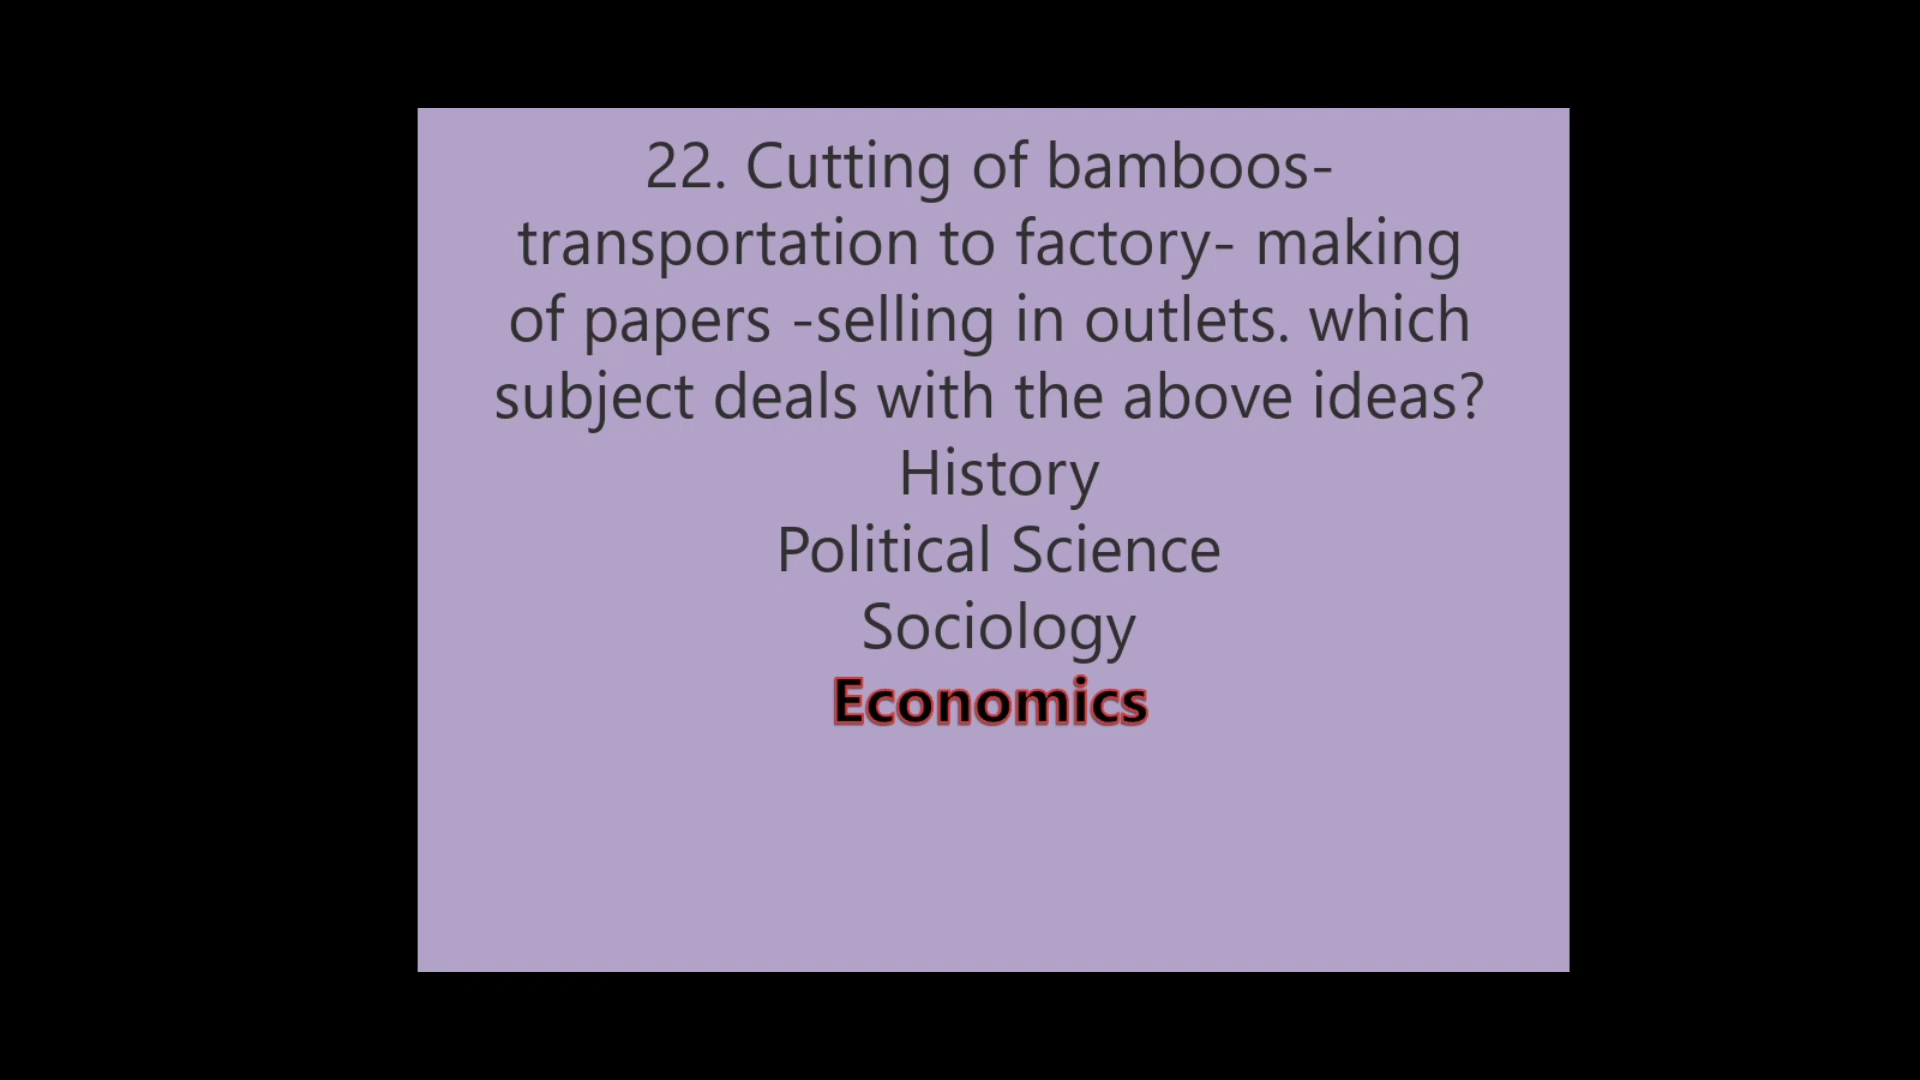 22. Cutting of bamboos-
transportation to factory- making
of papers -selling in outlets. which
subject deals with the above ideas?
History
Political Science
Sociology
Economics